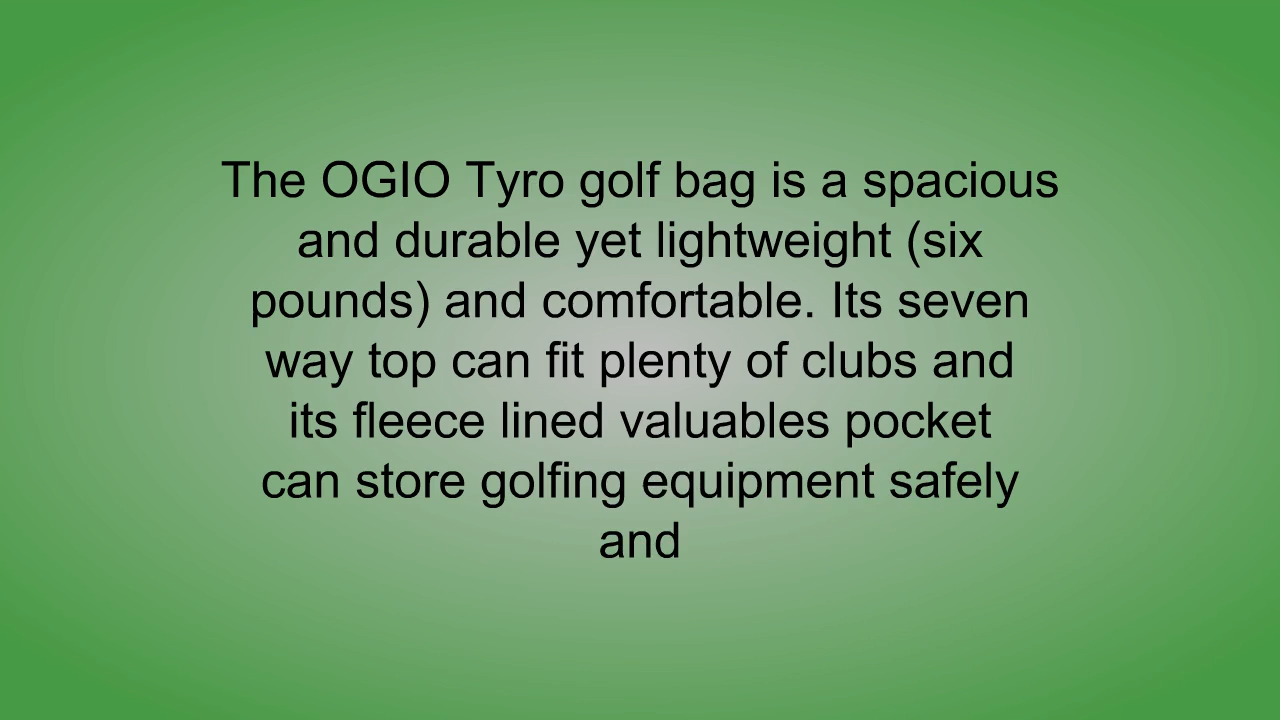 The OGIO Tyro golf bag is a spacious
and durable yet lightweight (six
pounds) and comfortable. Its seven
way top can fit plenty of clubs and
its fleece lined valuables pocket
can store golfing equipment safely
and